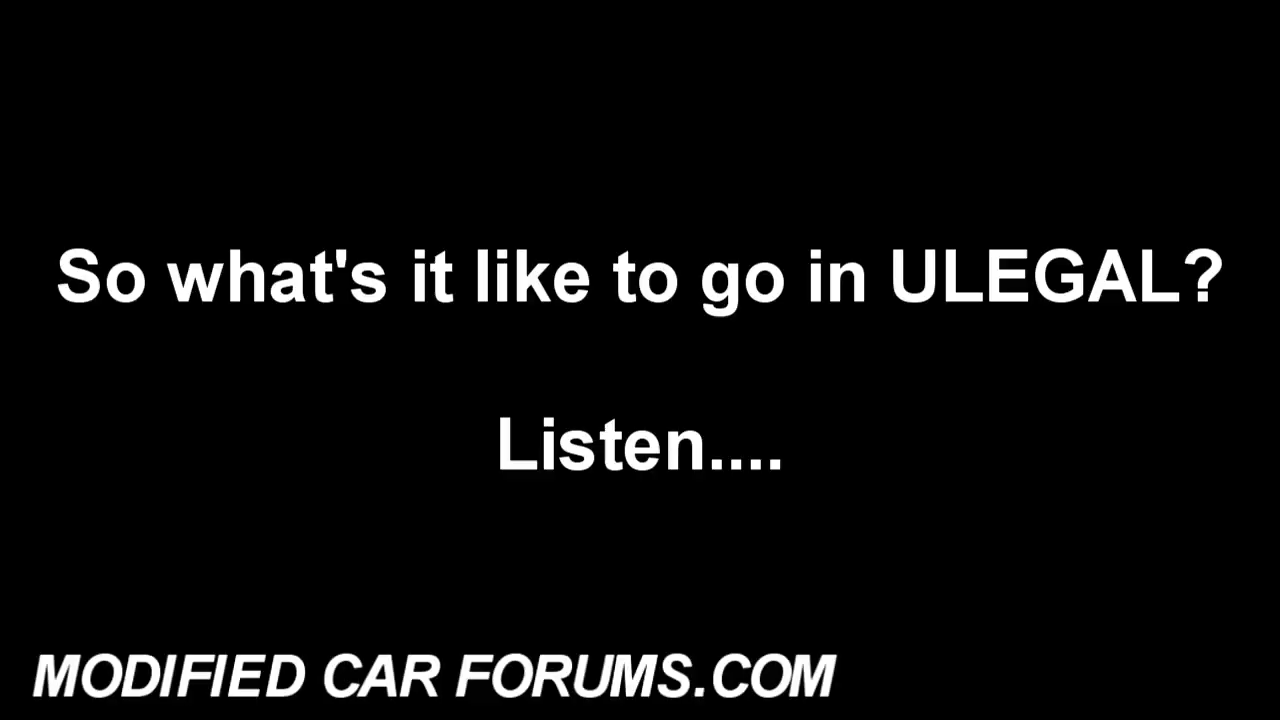 So what's it like to go in ULEGAL?
Listen....
MODIFIED CAR FORUMS.COM